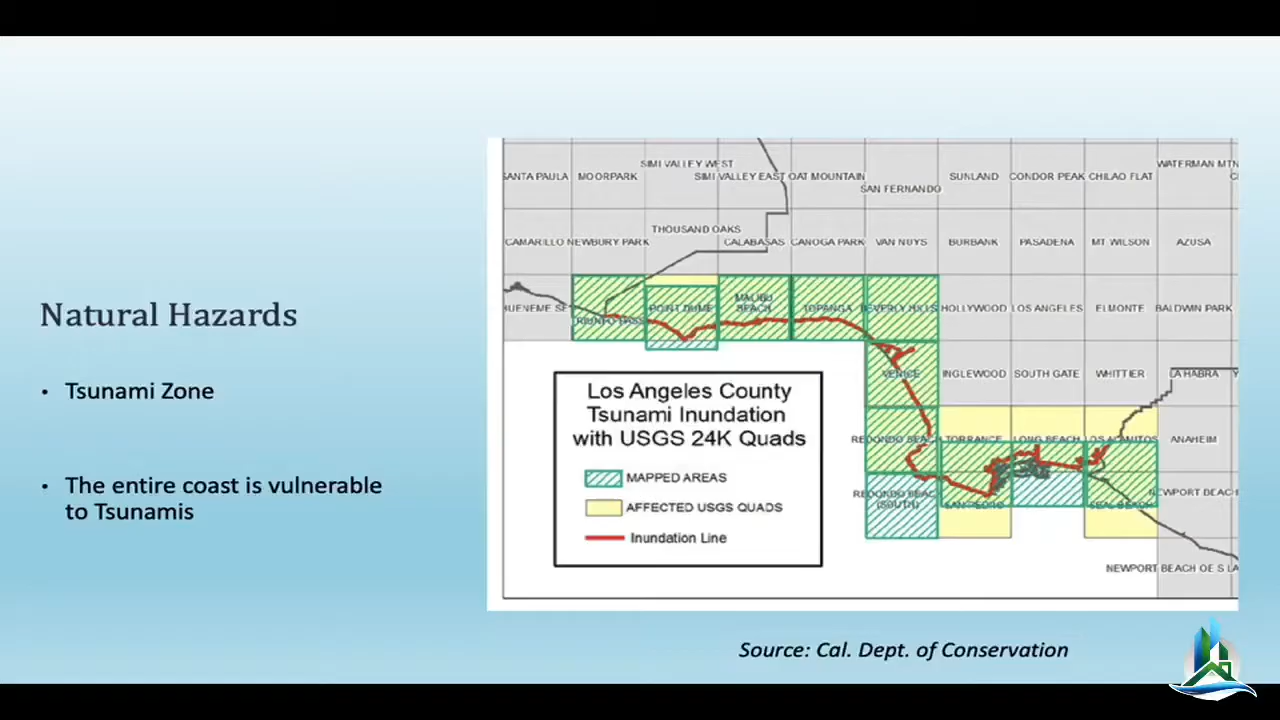 Natural Hazards
• Tsunami Zone
• The entire coast is vulnerable
to Tsunamis
SIMI VALLEY WEST
WATERMAN MTN
SANTA PAULA MOORPARK SIMI VALLEY EAST OAT MOUNTAIN SUNLAND CONDOR PEAK CHILAO FLAT
SAN FERNANDO
THOUSAND OAKS
CAMARILLO NEWBURY PARK CALABASAS CANOGA PARK VAN NUYS BURBANK PASADENA MT WILSON AZUSA
MALIBU
BEACH
POINT DUME TOPANGA BEVERLY HILLS HOLLYWOOD LOS ANGELES ELMONTE BALDWIN PARK
TRIUNFO PASS
VENICE INGLEWOOD SOUTH GATE WHITTIER LA HABRA
REDONDO BEACH TORRANCE LONG BEACH LOS ALAMITOS ANAHEIM
REDONDO BEACH
(SOUTH) SAN PEDRO SEAL BEACH NEWPORT BEACH
NEWPORT BEACH OE S LA
Los Angeles County
Tsunami Inundation
with USGS 24K Quads
MAPPED AREAS
AFFECTED USGS QUADS
Inundation Line
Source: Cal. Dept. of Conservation